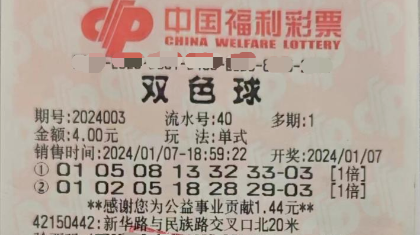 中国福利彩票
CHINA WELFARE LOTTERY
双色球
期号:2024003 流水号:40 多期:1
金额:4.00元 玩 法:单式
销售时间:2024/01/07-18:59:22 开奖:2024/01/07
① 01 05 08 13 32 33-03 [1倍]
② 01 02 05 18 28 29-03 [1倍]
**感谢您为公益事业贡献1.44元**
42150442:新华路与民族路交叉口北20米